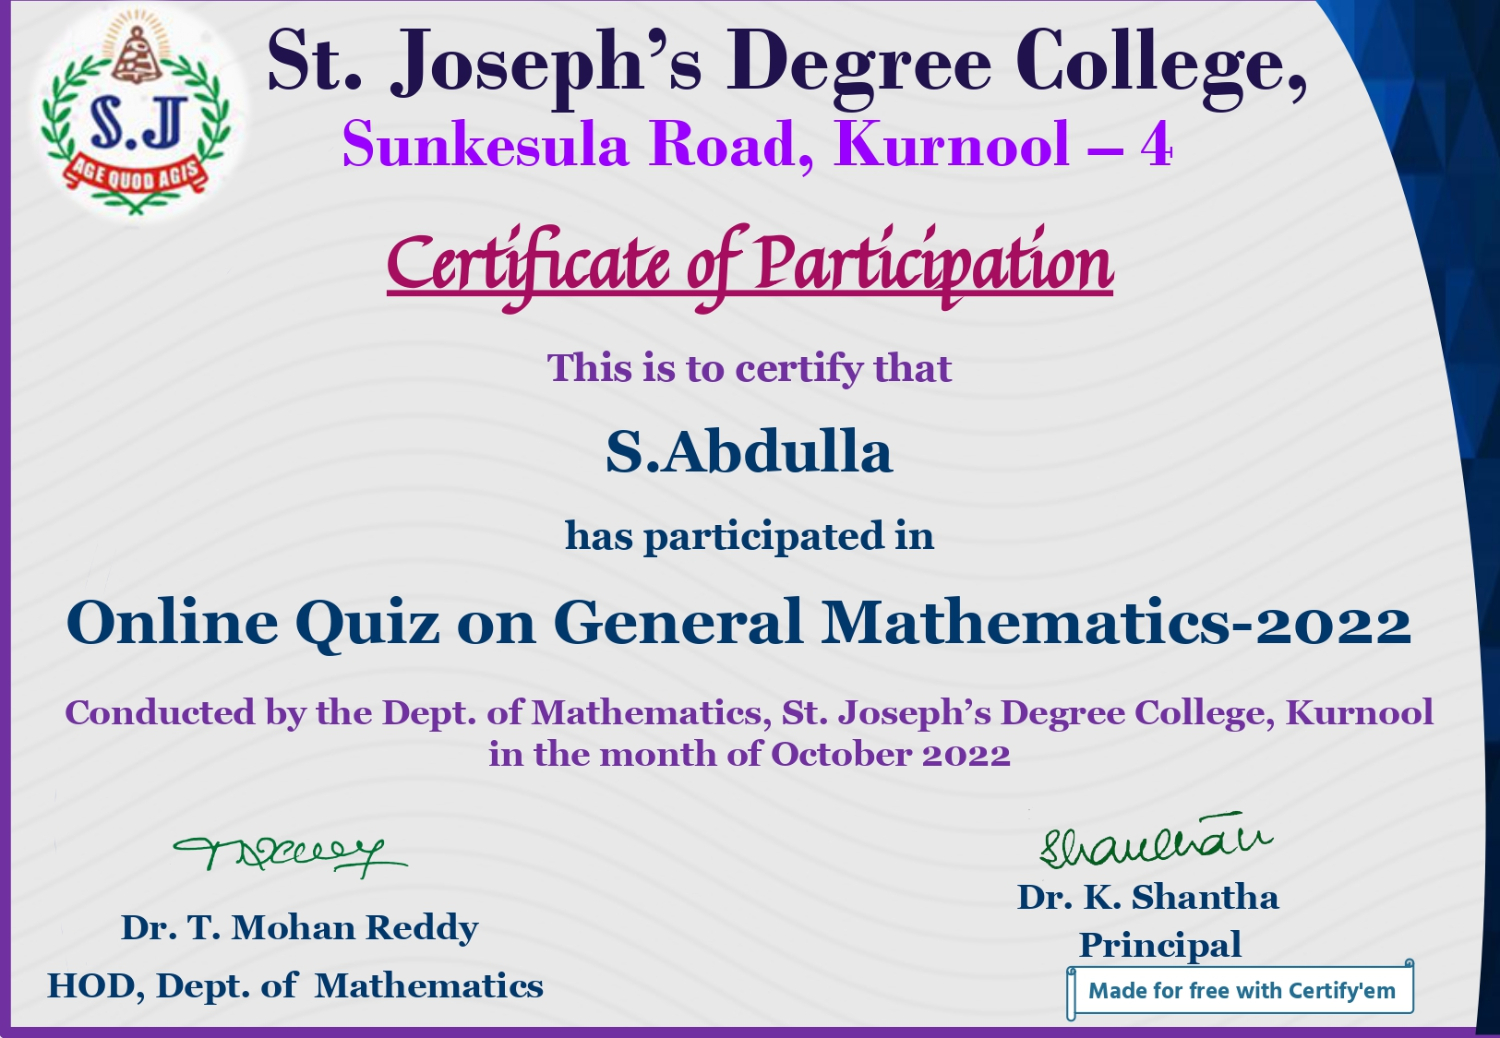 S.J
AGE QUOD AGIS
St. Joseph’s Degree College,
Sunkesula Road, Kurnool – 4
Certificate of Participation
This is to certify that
S.Abdulla
has participated in
Online Quiz on General Mathematics-2022
Conducted by the Dept. of Mathematics, St. Joseph’s Degree College, Kurnool
in the month of October 2022
Dr. T. Mohan Reddy
HOD, Dept. of Mathematics
Dr. K. Shantha
Principal
Made for free with Certify'em